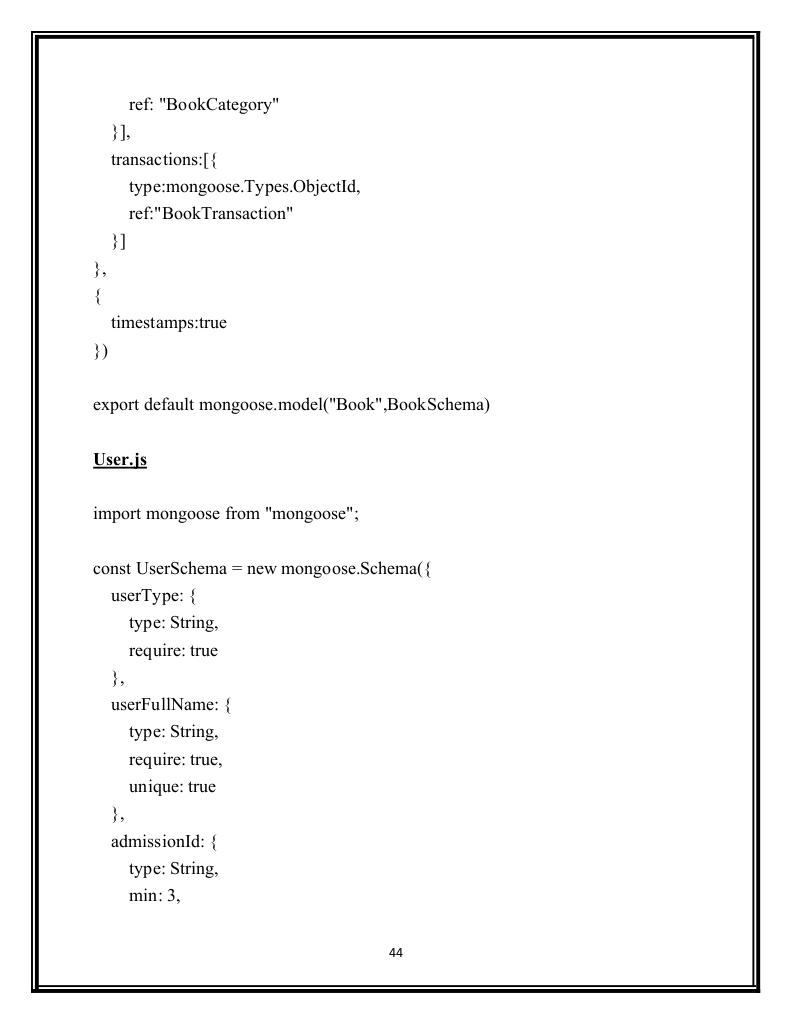 ref: "BookCategory"
}],
transactions:[{
type:mongoose.Types.ObjectId,
ref:"BookTransaction"
}]
},
{
timestamps:true
})
export default mongoose.model("Book",BookSchema)
User.js
import mongoose from "mongoose";
const UserSchema = new mongoose.Schema({
userType: {
type: String,
require: true
},
userFullName: {
type: String,
require: true,
unique: true
},
admissionId: {
type: String,
min: 3,
44